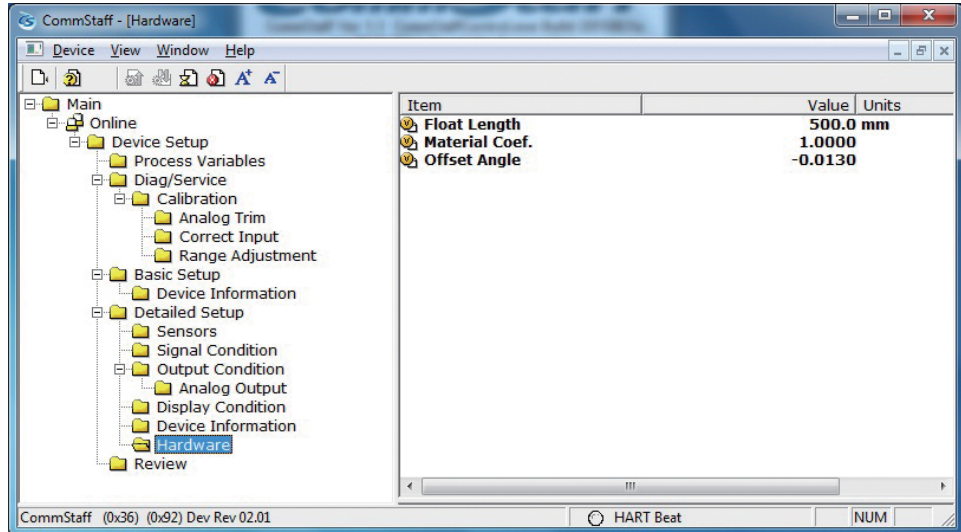 CommStaff - [Hardware]
Device View Window Help
Main
Online
Device Setup
Process Variables
Diag/Service
Calibration
Analog Trim
Correct Input
Range Adjustment
Basic Setup
Device Information
Detailed Setup
Sensors
Signal Condition
Output Condition
Analog Output
Display Condition
Device Information
Hardware
Review
Item Value Units
Float Length 500.0 mm
Material Coef. 1.0000
Offset Angle -0.0130
CommStaff (0x36) (0x92) Dev Rev 02.01 HART Beat NUM